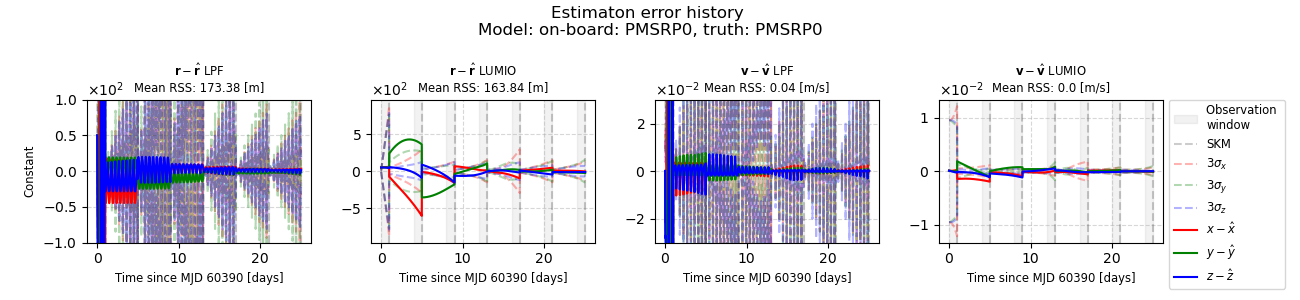 Estimaton error history
Model: on-board: PMSRP0, truth: PMSRP0
r − r̂ LPF
×10² Mean RSS: 173.38 [m]
1.0
0.5
0.0
−0.5
−1.0
Constant
0 10 20
Time since MJD 60390 [days]
r − r̂ LUMIO
×10² Mean RSS: 163.84 [m]
5
0
−5
0 10 20
Time since MJD 60390 [days]
v − v̂ LPF
×10⁻² Mean RSS: 0.04 [m/s]
2
0
−2
0 10 20
Time since MJD 60390 [days]
v − v̂ LUMIO
×10⁻² Mean RSS: 0.0 [m/s]
1
0
−1
0 10 20
Time since MJD 60390 [days]
Observation
window
SKM
3σₓ
3σ_y
3σ_z
x − x̂
y − ŷ
z − ẑ